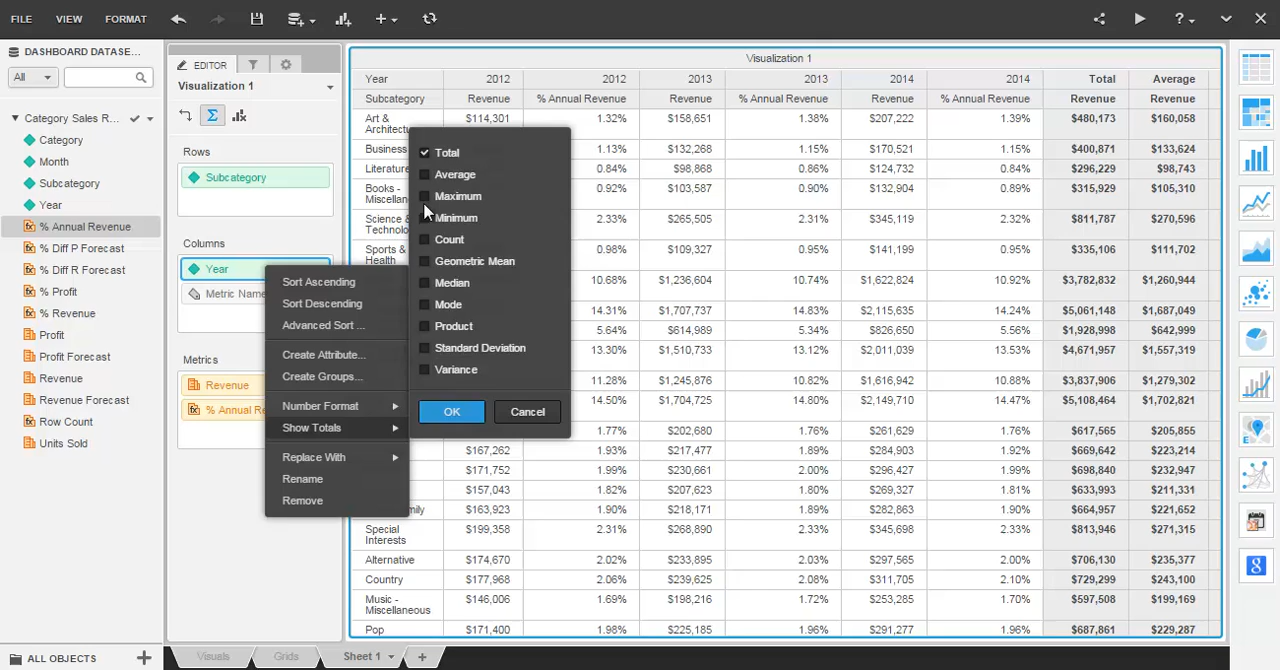 FILE VIEW FORMAT ?
DASHBOARD DATASE...
All
Category Sales R...
Category
Month
Subcategory
Year
% Annual Revenue
% Diff P Forecast
% Diff R Forecast
% Profit
% Revenue
Profit
Profit Forecast
Revenue
Revenue Forecast
Row Count
Units Sold
ALL OBJECTS
EDITOR
Visualization 1
Rows
Subcategory
Columns
Year
Metric Name
Metrics
Revenue
% Annual Re
Sort Ascending
Sort Descending
Advanced Sort ...
Create Attribute...
Create Groups...
Number Format
Show Totals
Replace With
Rename
Remove
Total
Average
Maximum
Minimum
Count
Geometric Mean
Median
Mode
Product
Standard Deviation
Variance
OK Cancel
Visualization 1
Year 2012 2012 2013 2013 2014 2014 Total Average
Subcategory Revenue % Annual Revenue Revenue % Annual Revenue Revenue % Annual Revenue Revenue Revenue
Art & Architectu $114,301 1.32% $158,651 1.38% $207,222 1.39% $480,173 $160,058
Business 1.13% $132,268 1.15% $170,521 1.14% $400,871 $133,624
Literature 0.84% $98,868 0.86% $124,732 0.84% $296,229 $98,743
Books - Miscellan 0.92% $103,587 0.90% $132,904 0.89% $315,929 $105,310
Science & Technolo 2.33% $265,505 2.31% $345,119 2.32% $811,787 $270,596
Sports & Health 0.98% $109,327 0.95% $141,199 0.95% $335,106 $111,702
10.68% $1,236,604 10.74% $1,622,824 10.92% $3,782,832 $1,260,944
14.31% $1,707,737 14.83% $2,115,635 14.24% $5,061,148 $1,687,049
5.64% $614,989 5.34% $826,650 5.56% $1,928,998 $642,999
13.30% $1,510,733 13.12% $2,011,039 13.53% $4,671,957 $1,557,319
11.28% $1,245,876 10.82% $1,616,942 10.88% $3,837,906 $1,279,302
14.50% $1,704,725 14.80% $2,149,710 14.47% $5,108,464 $1,702,821
1.77% $202,680 1.76% $261,629 1.76% $617,565 $205,855
$167,262 1.93% $217,477 1.89% $284,903 1.92% $669,642 $223,214
$171,752 1.99% $230,661 2.00% $296,427 1.99% $698,840 $232,947
$157,043 1.82% $207,623 1.80% $269,327 1.81% $633,993 $211,331
mily $163,923 1.90% $218,171 1.89% $282,863 1.90% $664,957 $221,652
Special Interests $199,358 2.31% $268,890 2.33% $345,698 2.33% $813,946 $271,315
Alternative $174,670 2.02% $233,895 2.03% $297,565 2.00% $706,130 $235,377
Country $177,968 2.06% $239,625 2.08% $311,705 2.10% $729,299 $243,100
Music - Miscellaneous $146,006 1.69% $198,216 1.72% $253,285 1.70% $597,508 $199,169
Pop $171,400 1.98% $225,185 1.96% $291,277 1.96% $687,861 $229,287
Visuals Grids Sheet 1 +